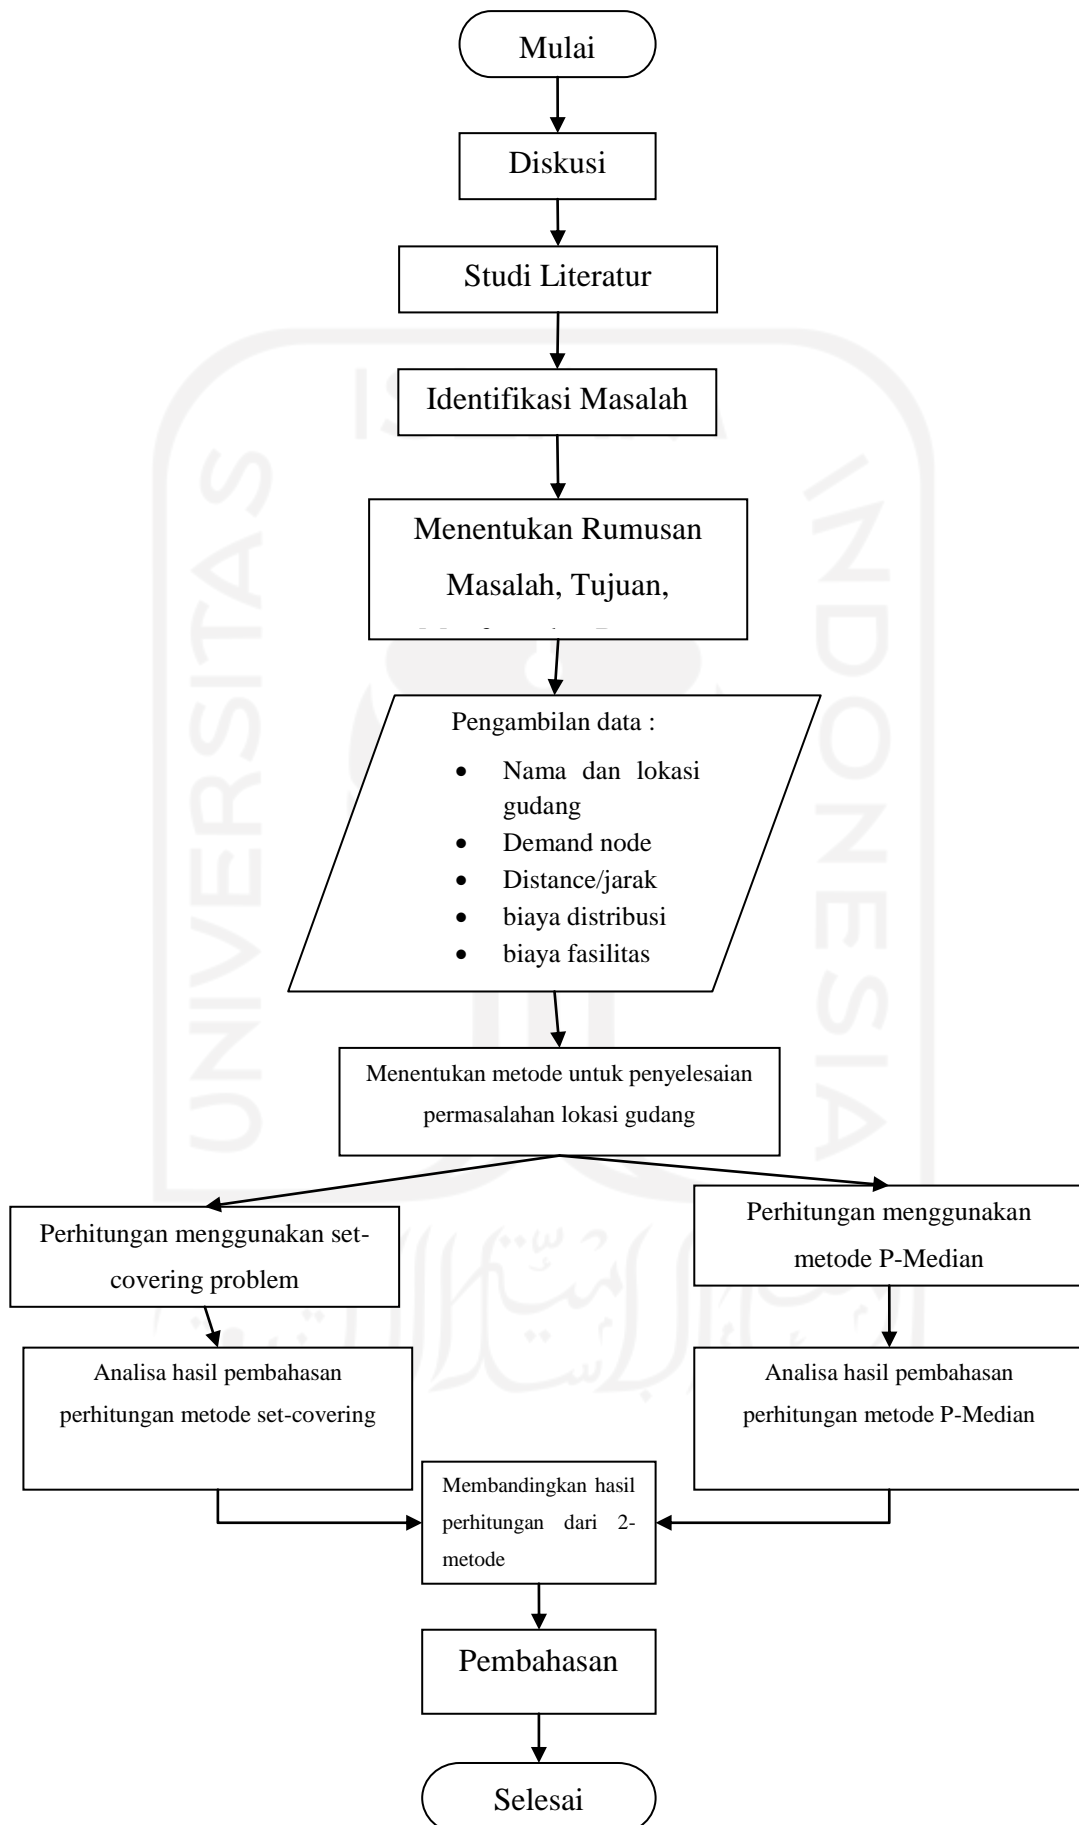 Mulai
Diskusi
Studi Literatur
Identifikasi Masalah
Menentukan Rumusan
Masalah, Tujuan,
Pengambilan data :
• Nama dan lokasi
gudang
• Demand node
• Distance/jarak
• biaya distribusi
• biaya fasilitas
Menentukan metode untuk penyelesaian
permasalahan lokasi gudang
Perhitungan menggunakan set-
covering problem
Perhitungan menggunakan
metode P-Median
Analisa hasil pembahasan
perhitungan metode set-covering
Analisa hasil pembahasan
perhitungan metode P-Median
Membandingkan hasil
perhitungan dari 2-
metode
Pembahasan
Selesai
UNIVERSITAS
INDONESIA